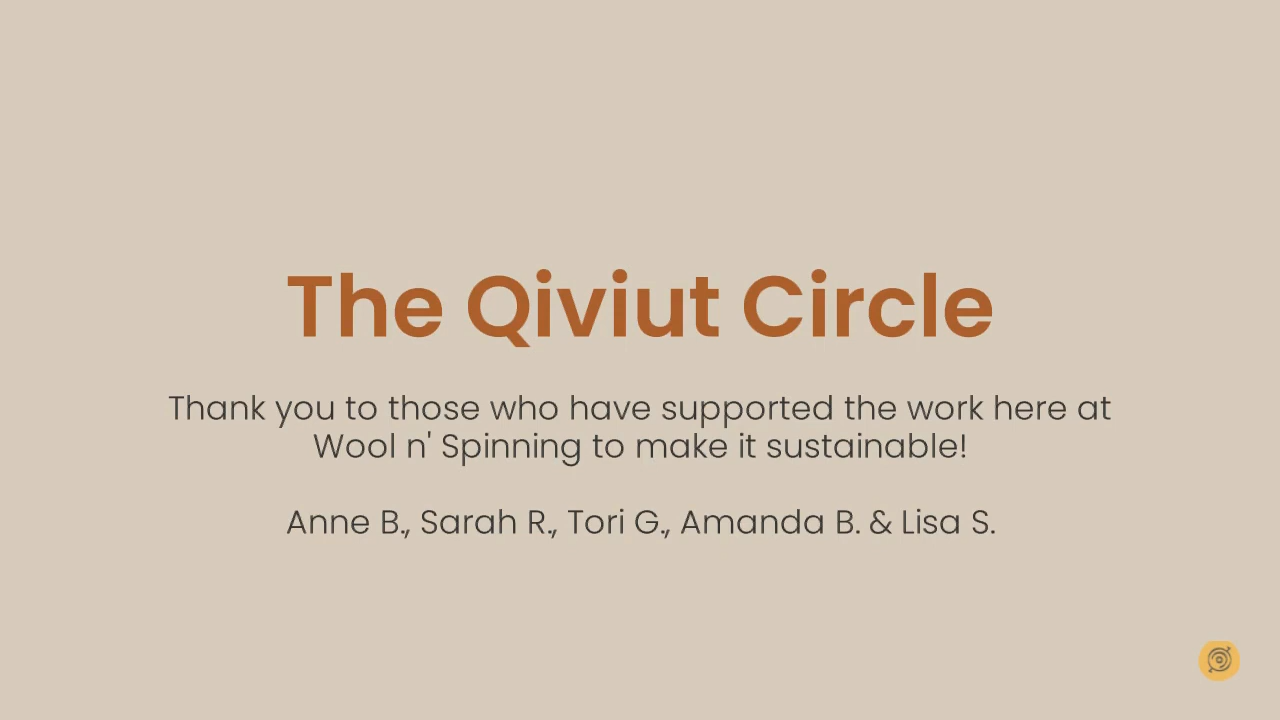 The Qiviut Circle
Thank you to those who have supported the work here at
Wool n' Spinning to make it sustainable!
Anne B., Sarah R., Tori G., Amanda B. & Lisa S.